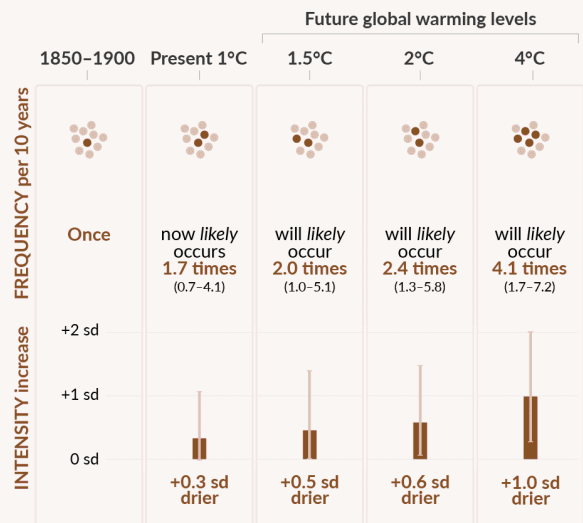 Future global warming levels
1850–1900
Present 1°C
1.5°C
2°C
4°C
FREQUENCY per 10 years
Once
now likely
occurs
1.7 times
(0.7–4.1)
will likely
occur
2.0 times
(1.0–5.1)
will likely
occur
2.4 times
(1.3–5.8)
will likely
occur
4.1 times
(1.7–7.2)
INTENSITY increase
+2 sd
+1 sd
0 sd
+0.3 sd
drier
+0.5 sd
drier
+0.6 sd
drier
+1.0 sd
drier